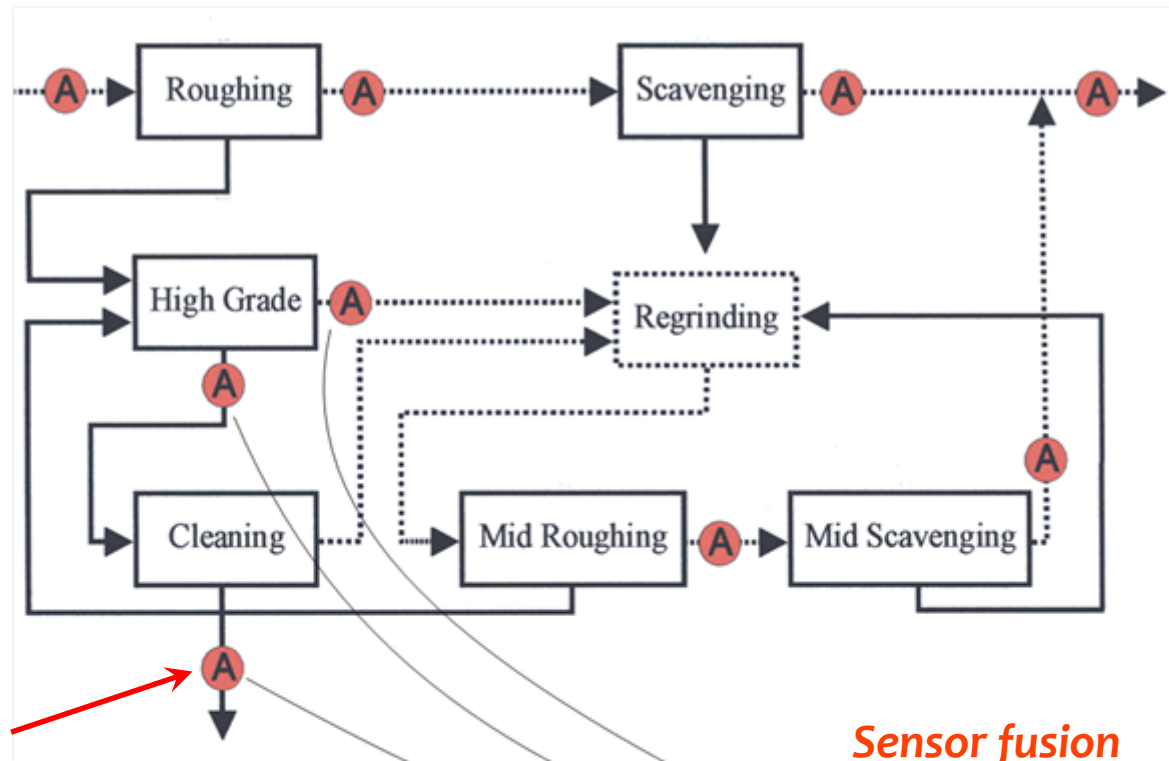 A
Roughing
A
Scavenging
A
A
High Grade
A
Regrinding
A
A
Cleaning
Mid Roughing
A
Mid Scavenging
A
Sensor fusion